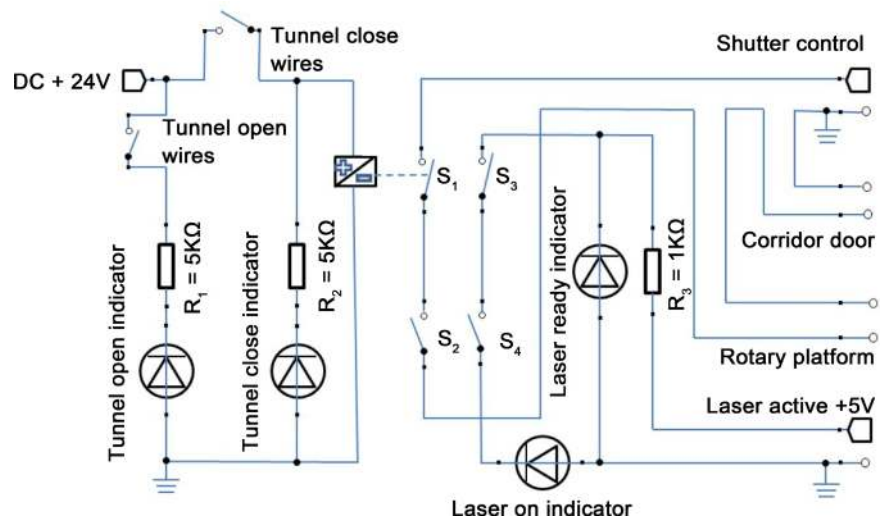 Tunnel close
wires
Shutter control
DC + 24V
Tunnel open
wires
S1
S3
Corridor door
R1 = 5KΩ
R2 = 5KΩ
R3 = 1KΩ
Laser ready indicator
Tunnel open indicator
Tunnel close indicator
S2
S4
Rotary platform
Laser active +5V
Laser on indicator